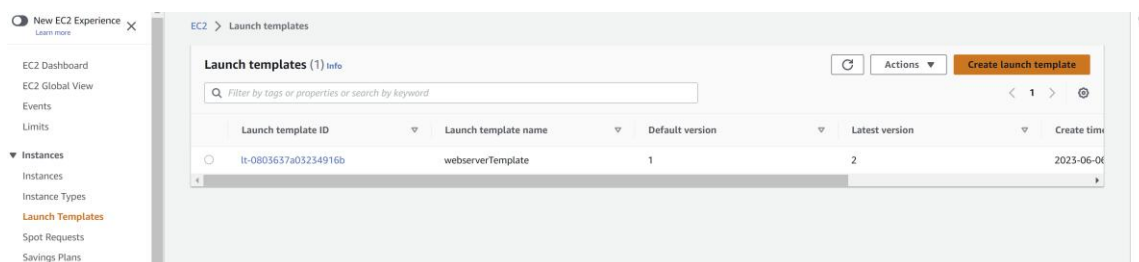 New EC2 Experience
Learn more
EC2 Dashboard
EC2 Global View
Events
Limits
Instances
Instances
Instance Types
Launch Templates
Spot Requests
Savings Plans
EC2 > Launch templates
Launch templates (1) Info
Actions
Create launch template
Filter by tags or properties or search by keyword
1
Launch template ID Launch template name Default version Latest version Create time
lt-0803637a03234916b webserverTemplate 1 2 2023-06-06